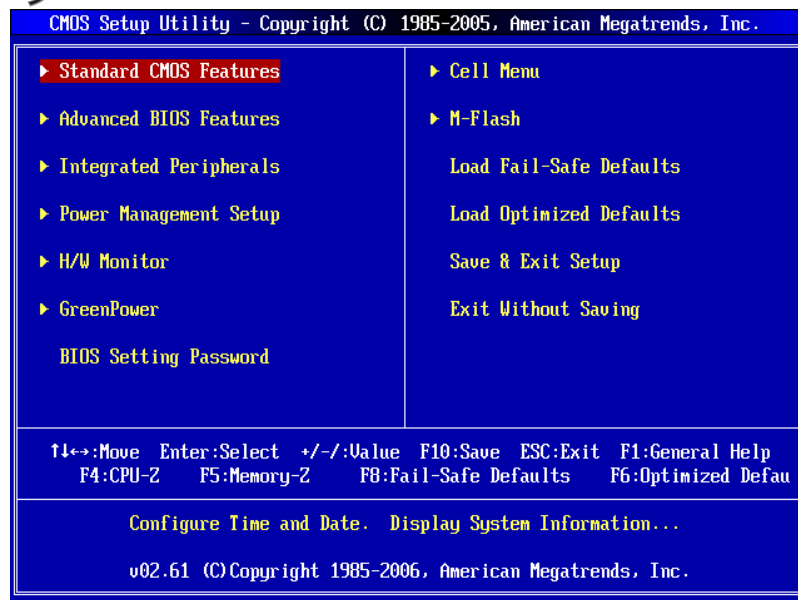 CMOS Setup Utility - Copyright (C) 1985-2005, American Megatrends, Inc.
▶ Standard CMOS Features
▶ Advanced BIOS Features
▶ Integrated Peripherals
▶ Power Management Setup
▶ H/W Monitor
▶ GreenPower
BIOS Setting Password
▶ Cell Menu
▶ M-Flash
Load Fail-Safe Defaults
Load Optimized Defaults
Save & Exit Setup
Exit Without Saving
↑↓←→:Move Enter:Select +/-/:Value F10:Save ESC:Exit F1:General Help
F4:CPU-Z F5:Memory-Z F8:Fail-Safe Defaults F6:Optimized Defau
Configure Time and Date. Display System Information...
v02.61 (C)Copyright 1985-2006, American Megatrends, Inc.